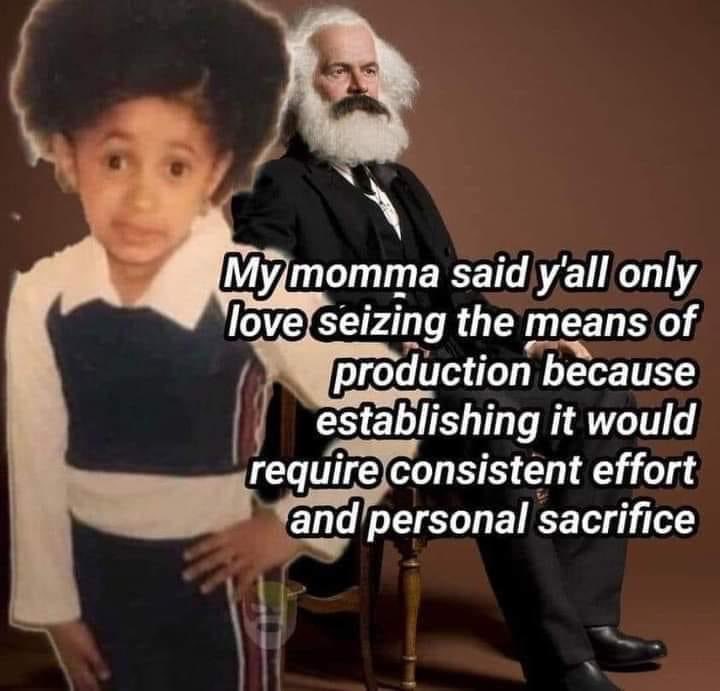 My momma said y'all only
love seizing the means of
production because
establishing it would
require consistent effort
and personal sacrifice